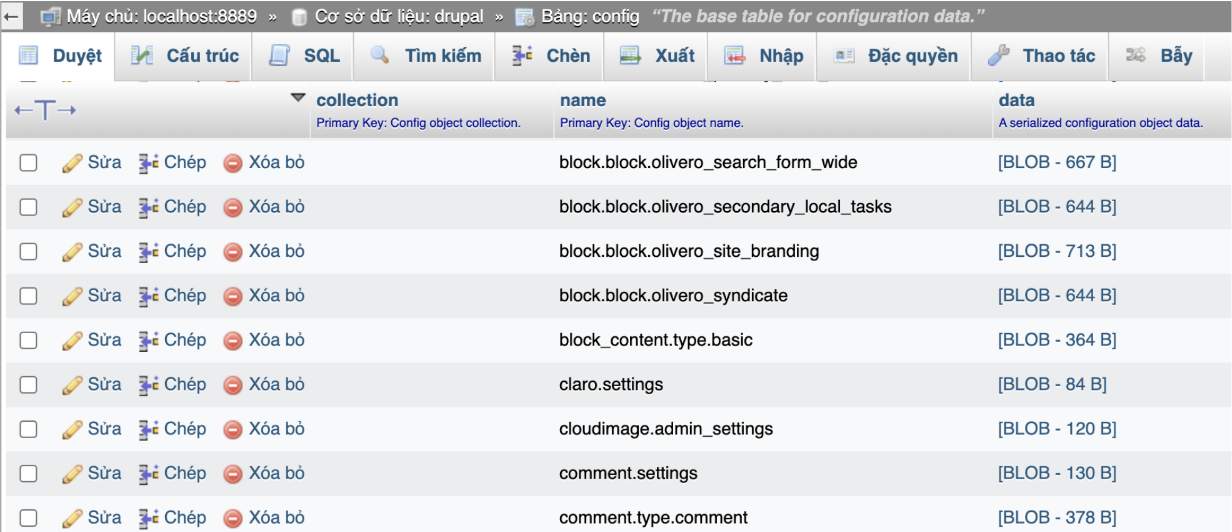 Máy chủ: localhost:8889 » Cơ sở dữ liệu: drupal » Bảng: config "The base table for configuration data."
Duyệt Cấu trúc SQL Tìm kiếm Chèn Xuất Nhập Đặc quyền Thao tác Bẫy
collection name data
Primary Key: Config object collection. Primary Key: Config object name. A serialized configuration object data.
Sửa Chép Xóa bỏ block.block.olivero_search_form_wide [BLOB - 667 B]
Sửa Chép Xóa bỏ block.block.olivero_secondary_local_tasks [BLOB - 644 B]
Sửa Chép Xóa bỏ block.block.olivero_site_branding [BLOB - 713 B]
Sửa Chép Xóa bỏ block.block.olivero_syndicate [BLOB - 644 B]
Sửa Chép Xóa bỏ block_content.type.basic [BLOB - 364 B]
Sửa Chép Xóa bỏ claro.settings [BLOB - 84 B]
Sửa Chép Xóa bỏ cloudimage.admin_settings [BLOB - 120 B]
Sửa Chép Xóa bỏ comment.settings [BLOB - 130 B]
Sửa Chép Xóa bỏ comment.type.comment [BLOB - 378 B]